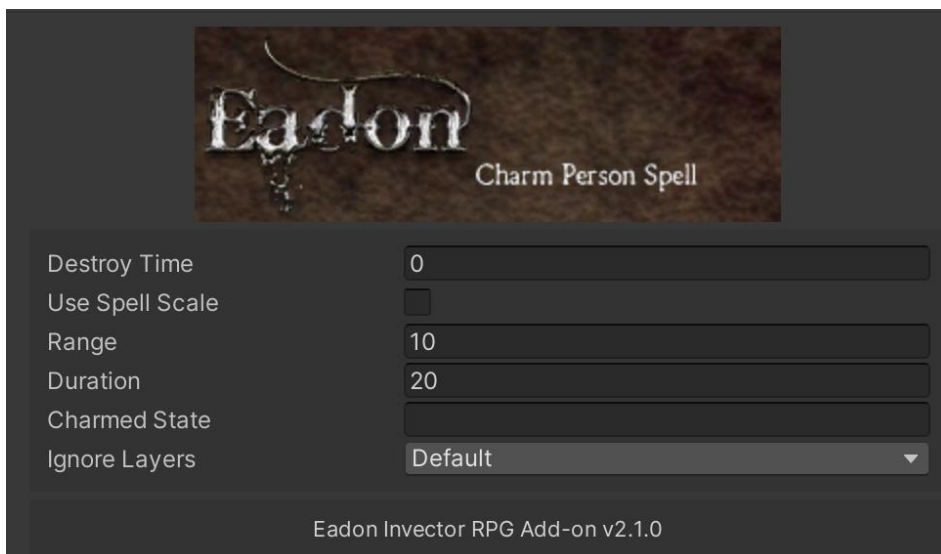 Eadon
Charm Person Spell
Destroy Time 0
Use Spell Scale
Range 10
Duration 20
Charmed State
Ignore Layers Default
Eadon Invector RPG Add-on v2.1.0